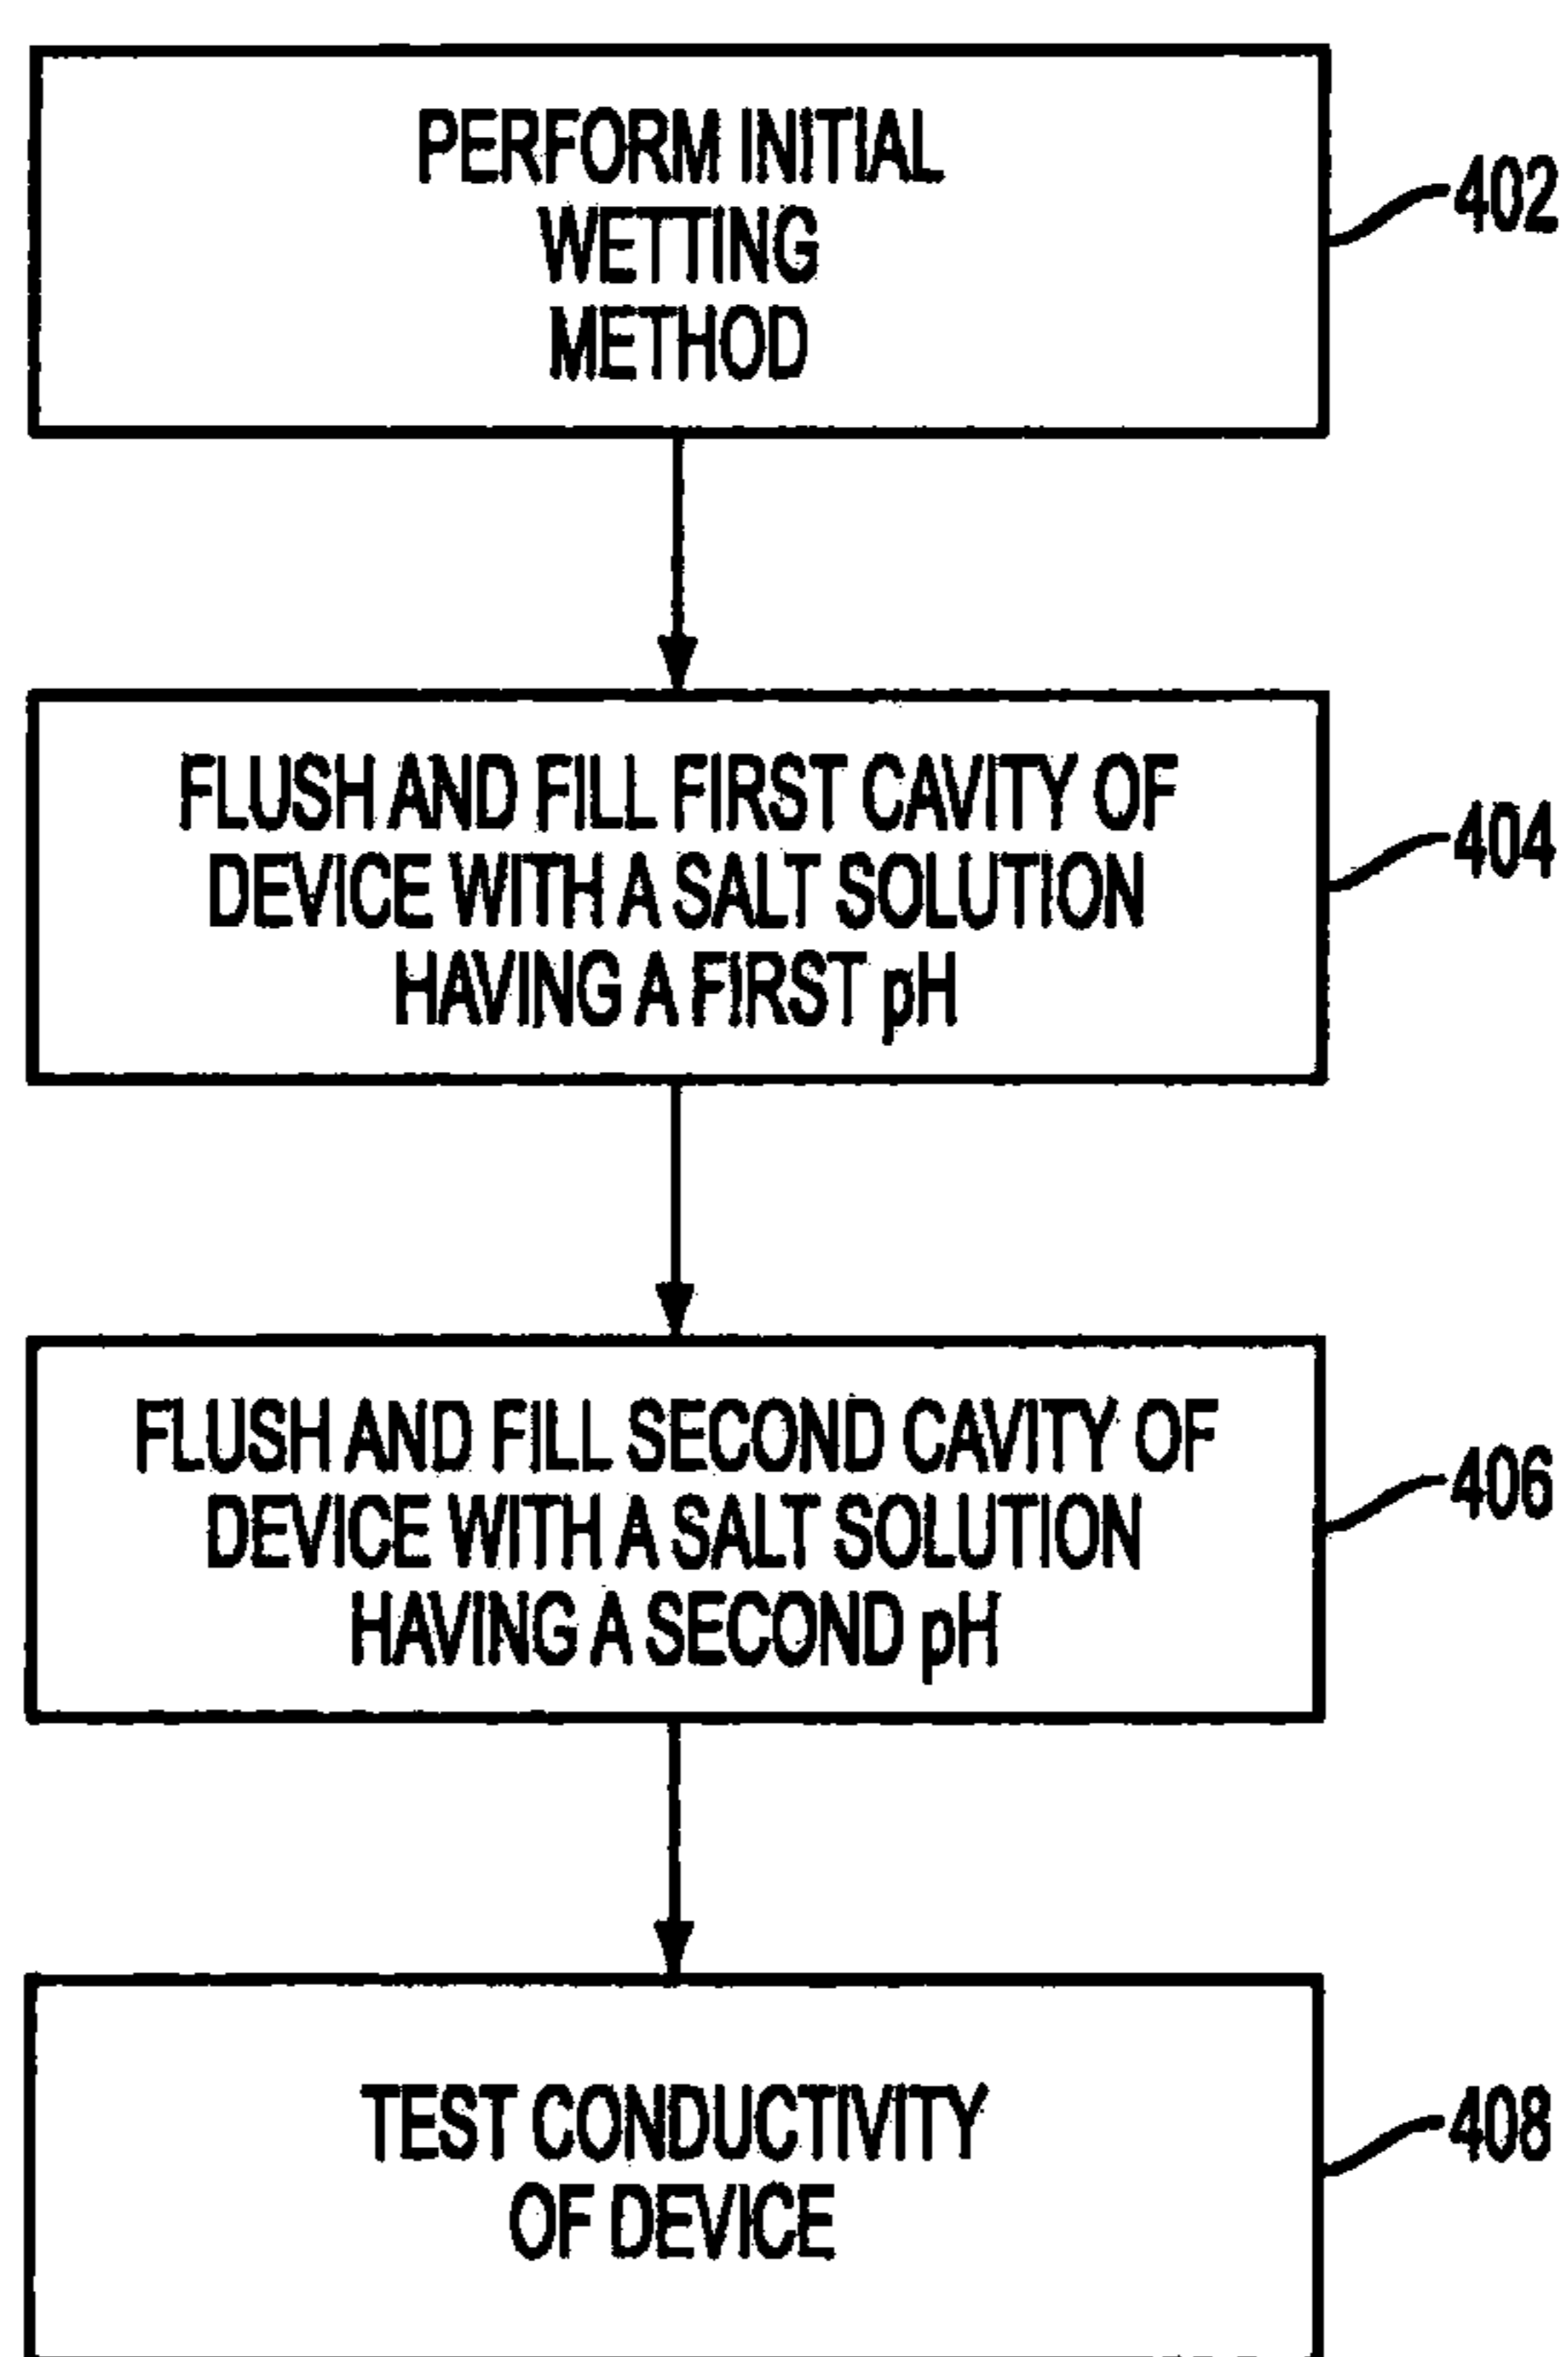 PERFORM INITIAL
WETTING
METHOD
402
FLUSH AND FILL FIRST CAVITY OF
DEVICE WITH A SALT SOLUTION
HAVING A FIRST pH
404
FLUSH AND FILL SECOND CAVITY OF
DEVICE WITH A SALT SOLUTION
HAVING A SECOND pH
406
TEST CONDUCTIVITY
OF DEVICE
408